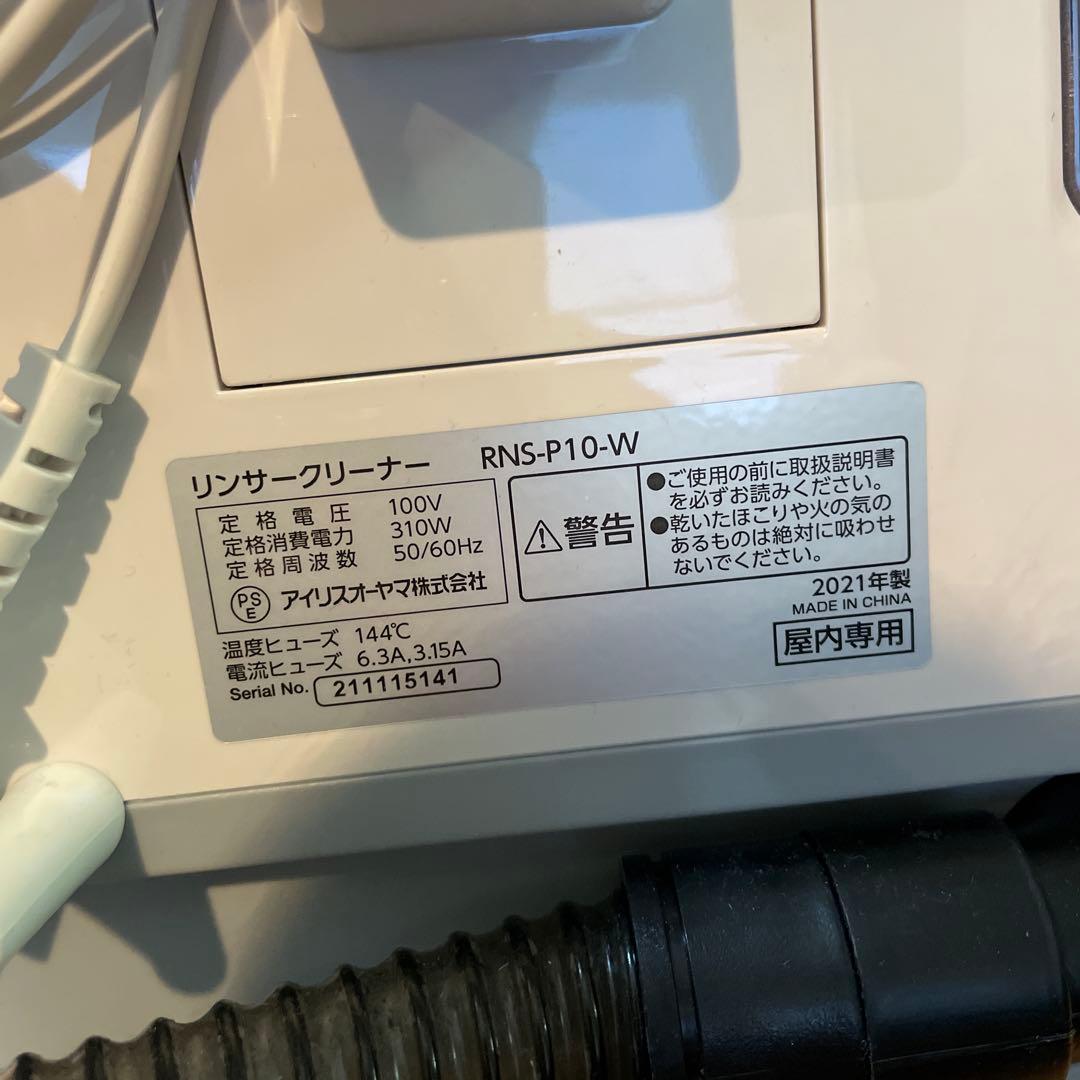 リンサークリーナー RNS-P10-W
定格電圧 100V
定格消費電力 310W
定格周波数 50/60Hz
PSE アイリスオーヤマ株式会社
温度ヒューズ 144℃
電流ヒューズ 6.3A,3.15A
Serial No. 211115141
⚠警告
●ご使用の前に取扱説明書
を必ずお読みください。
●乾いたほこりや火の気の
あるものは絶対に吸わせ
ないでください。
2021年製
MADE IN CHINA
屋内専用